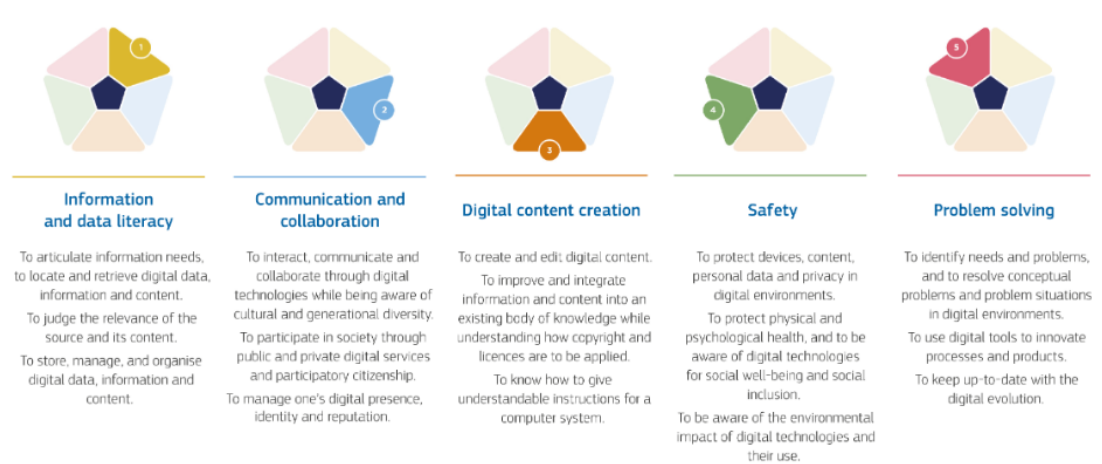 1
Information
and data literacy
To articulate information needs,
to locate and retrieve digital data,
information and content.
To judge the relevance of the
source and its content.
To store, manage, and organise
digital data, information and
content.
2
Communication and
collaboration
To interact, communicate and
collaborate through digital
technologies while being aware of
cultural and generational diversity.
To participate in society through
public and private digital services
and participatory citizenship.
To manage one's digital presence,
identity and reputation.
3
Digital content creation
To create and edit digital content.
To improve and integrate
information and content into an
existing body of knowledge while
understanding how copyright and
licences are to be applied.
To know how to give
understandable instructions for a
computer system.
4
Safety
To protect devices, content,
personal data and privacy in
digital environments.
To protect physical and
psychological health, and to be
aware of digital technologies
for social well-being and social
inclusion.
To be aware of the environmental
impact of digital technologies and
their use.
5
Problem solving
To identify needs and problems,
and to resolve conceptual
problems and problem situations
in digital environments.
To use digital tools to innovate
processes and products.
To keep up-to-date with the
digital evolution.